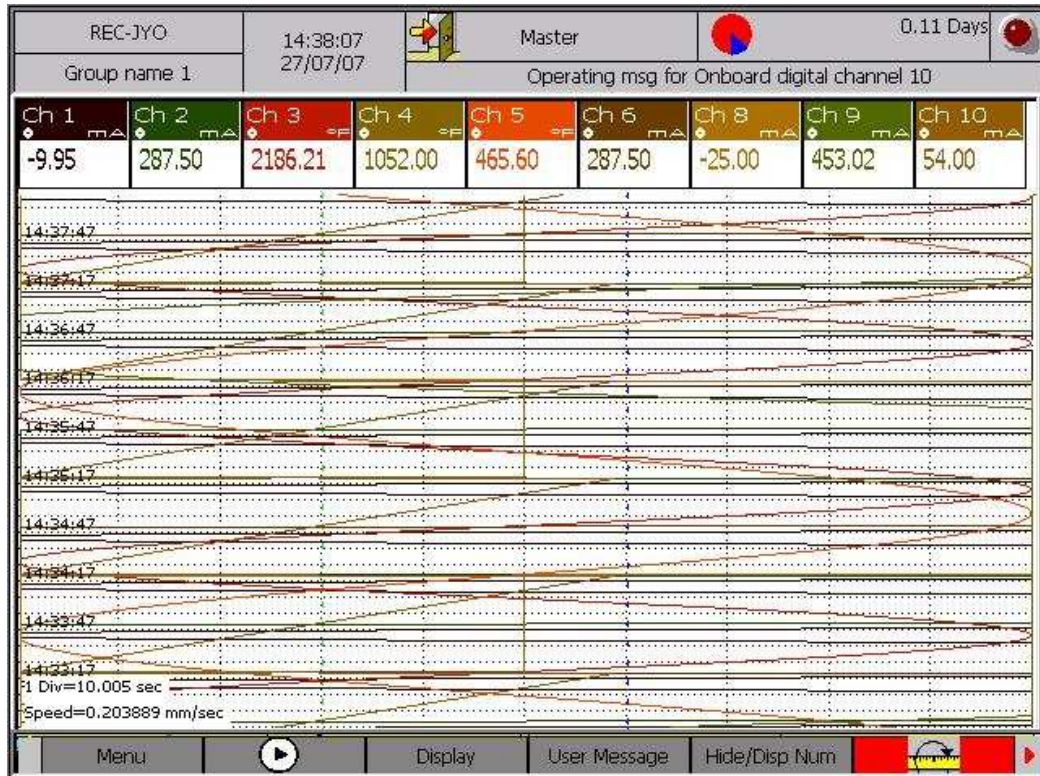 REC-JYO
Group name 1
14:38:07
27/07/07
Master
0.11 Days
Operating msg for Onboard digital channel 10
Ch 1 mA
-9.95
Ch 2 mA
287.50
Ch 3 °F
2186.21
Ch 4 °F
1052.00
Ch 5 °F
465.60
Ch 6 mA
287.50
Ch 8 mA
-25.00
Ch 9 mA
453.02
Ch 10 mA
54.00
14:37:47
14:37:17
14:36:47
14:36:17
14:35:47
14:35:17
14:34:47
14:34:17
14:33:47
14:33:17
1 Div=10.005 sec
Speed=0.203889 mm/sec
Menu
Display
User Message
Hide/Disp Num